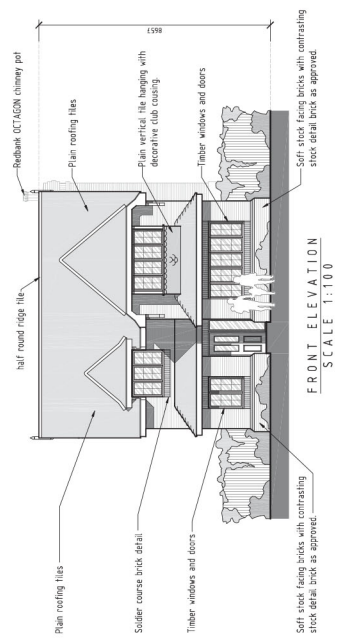 Redbank OCTAGON chimney pot
half round ridge tile
Plain roofing tiles
Plain roofing tiles
8653
Plain vertical tile hanging with
decorative club cousing.
Soldier course brick detail
Timber windows and doors
Timber windows and doors
Soft stock facing bricks with contrasting
stock detail brick as approved.
Soft stock facing bricks with contrasting
stock detail brick as approved.
FRONT ELEVATION
SCALE 1:100